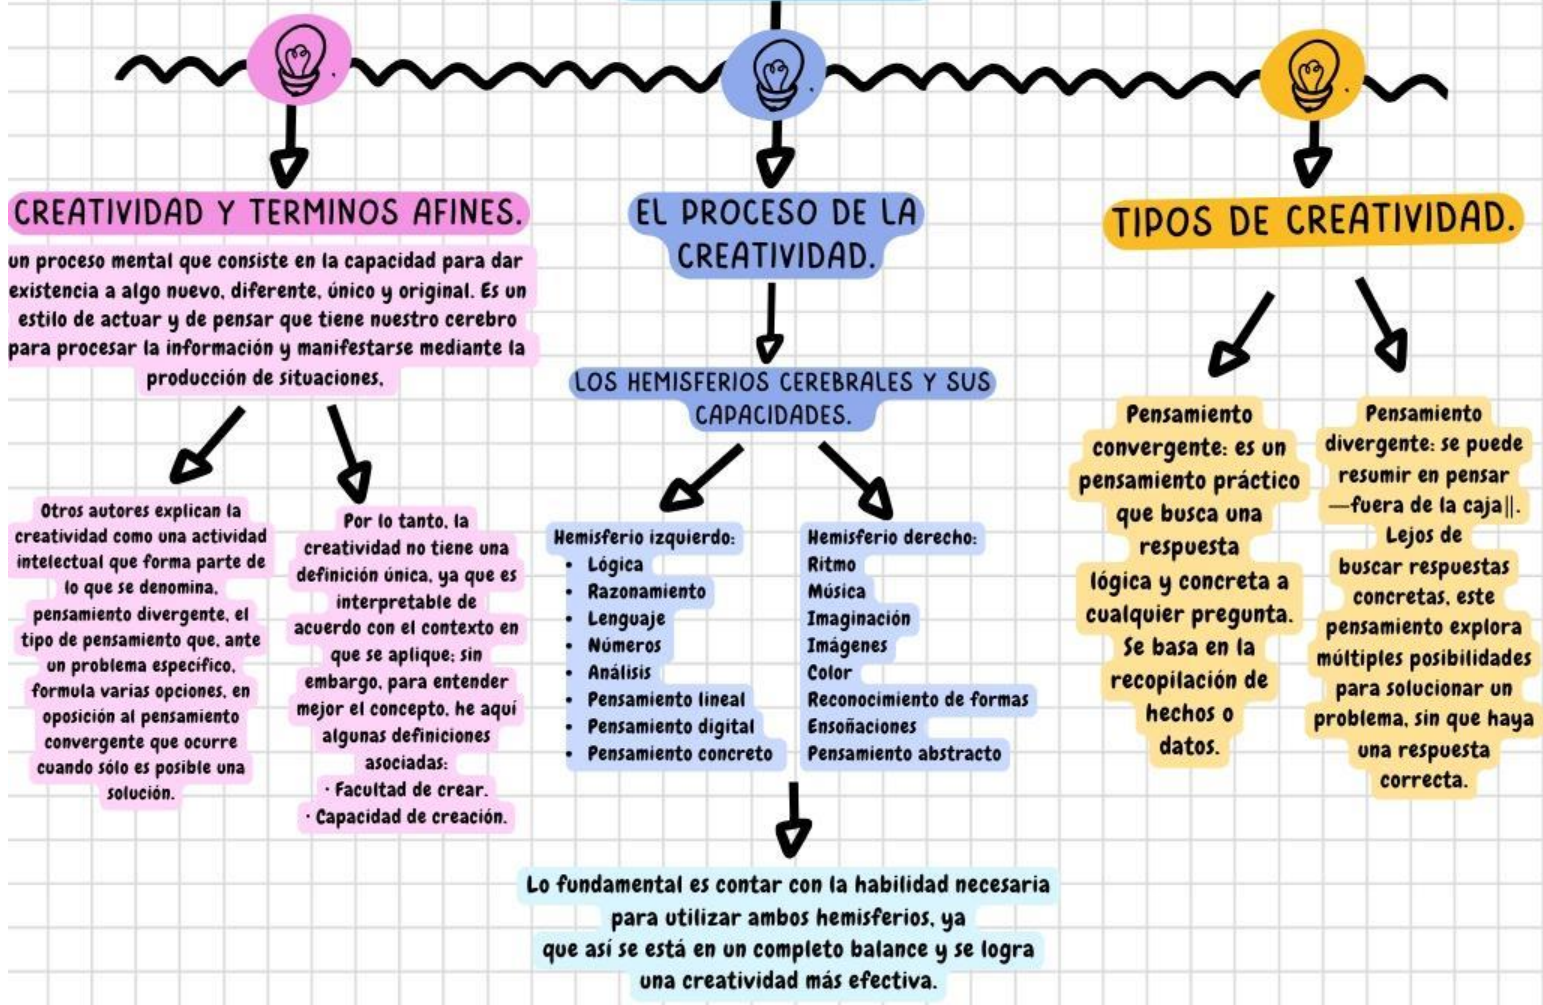 CREATIVIDAD Y TERMINOS AFINES.
un proceso mental que consiste en la capacidad para dar
existencia a algo nuevo, diferente, único y original. Es un
estilo de actuar y de pensar que tiene nuestro cerebro
para procesar la información y manifestarse mediante la
producción de situaciones,
Otros autores explican la
creatividad como una actividad
intelectual que forma parte de
lo que se denomina,
pensamiento divergente, el
tipo de pensamiento que, ante
un problema específico,
formula varias opciones, en
oposición al pensamiento
convergente que ocurre
cuando sólo es posible una
solución.
Por lo tanto, la
creatividad no tiene una
definición única, ya que es
interpretable de
acuerdo con el contexto en
que se aplique; sin
embargo, para entender
mejor el concepto, he aquí
algunas definiciones
asociadas:
· Facultad de crear.
· Capacidad de creación.
EL PROCESO DE LA
CREATIVIDAD.
LOS HEMISFERIOS CEREBRALES Y SUS
CAPACIDADES.
Hemisferio izquierdo:
• Lógica
• Razonamiento
• Lenguaje
• Números
• Análisis
• Pensamiento lineal
• Pensamiento digital
• Pensamiento concreto
Hemisferio derecho:
Ritmo
Música
Imaginación
Imágenes
Color
Reconocimiento de formas
Ensoñaciones
Pensamiento abstracto
Lo fundamental es contar con la habilidad necesaria
para utilizar ambos hemisferios, ya
que así se está en un completo balance y se logra
una creatividad más efectiva.
TIPOS DE CREATIVIDAD.
Pensamiento
convergente: es un
pensamiento práctico
que busca una
respuesta
lógica y concreta a
cualquier pregunta.
Se basa en la
recopilación de
hechos o
datos.
Pensamiento
divergente: se puede
resumir en pensar
―fuera de la caja‖.
Lejos de
buscar respuestas
concretas, este
pensamiento explora
múltiples posibilidades
para solucionar un
problema, sin que haya
una respuesta
correcta.